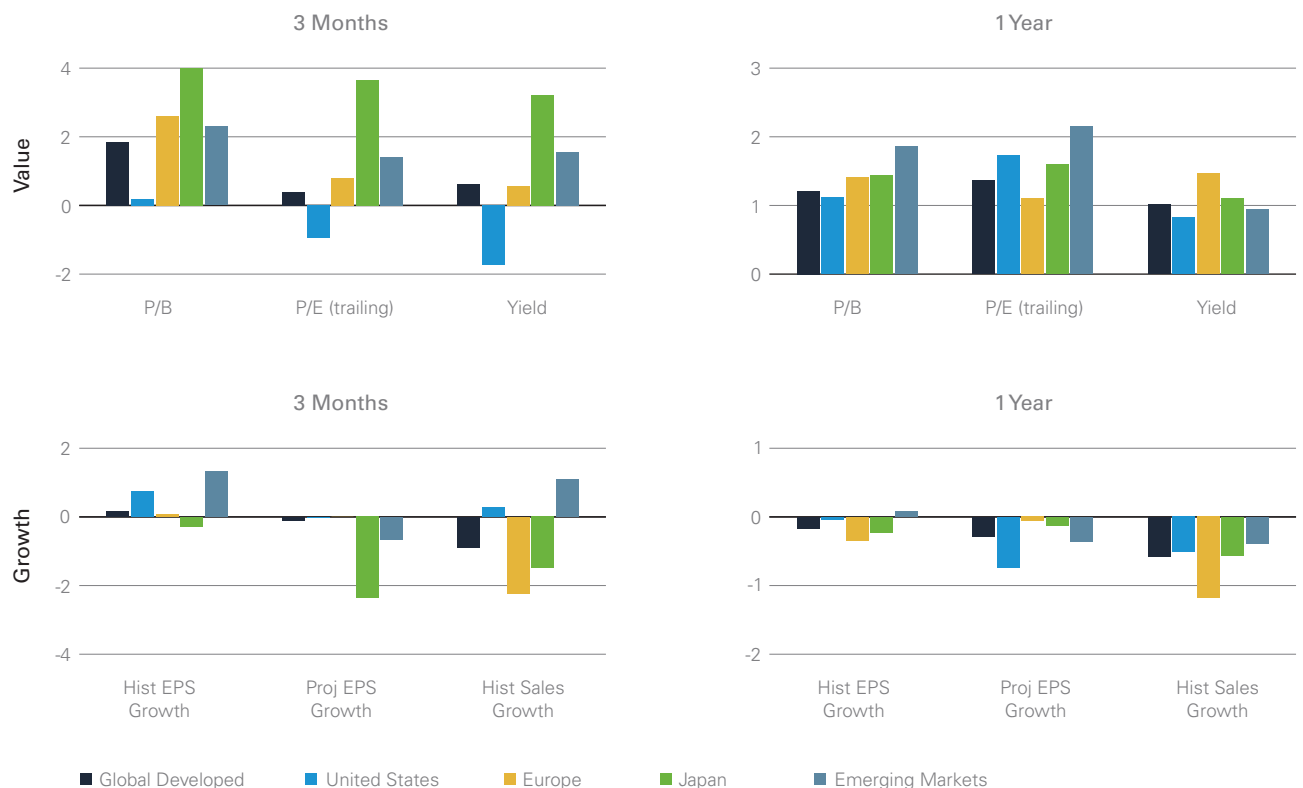 3 Months
1 Year
Value
4
2
0
-2
3
2
1
0
P/B
P/E (trailing)
Yield
P/B
P/E (trailing)
Yield
3 Months
1 Year
Growth
2
0
-2
-4
1
0
-1
-2
Hist EPS
Growth
Proj EPS
Growth
Hist Sales
Growth
Hist EPS
Growth
Proj EPS
Growth
Hist Sales
Growth
Global Developed
United States
Europe
Japan
Emerging Markets